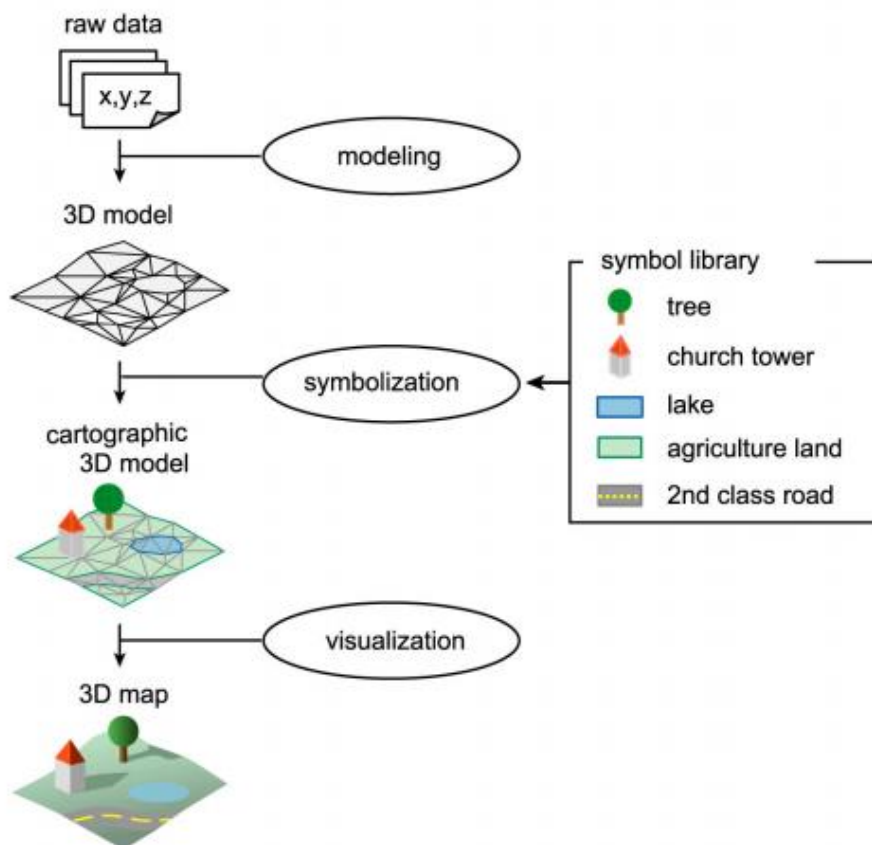 raw data
x,y,z
modeling
3D model
symbol library
tree
church tower
symbolization
lake
cartographic
3D model
agriculture land
2nd class road
visualization
3D map